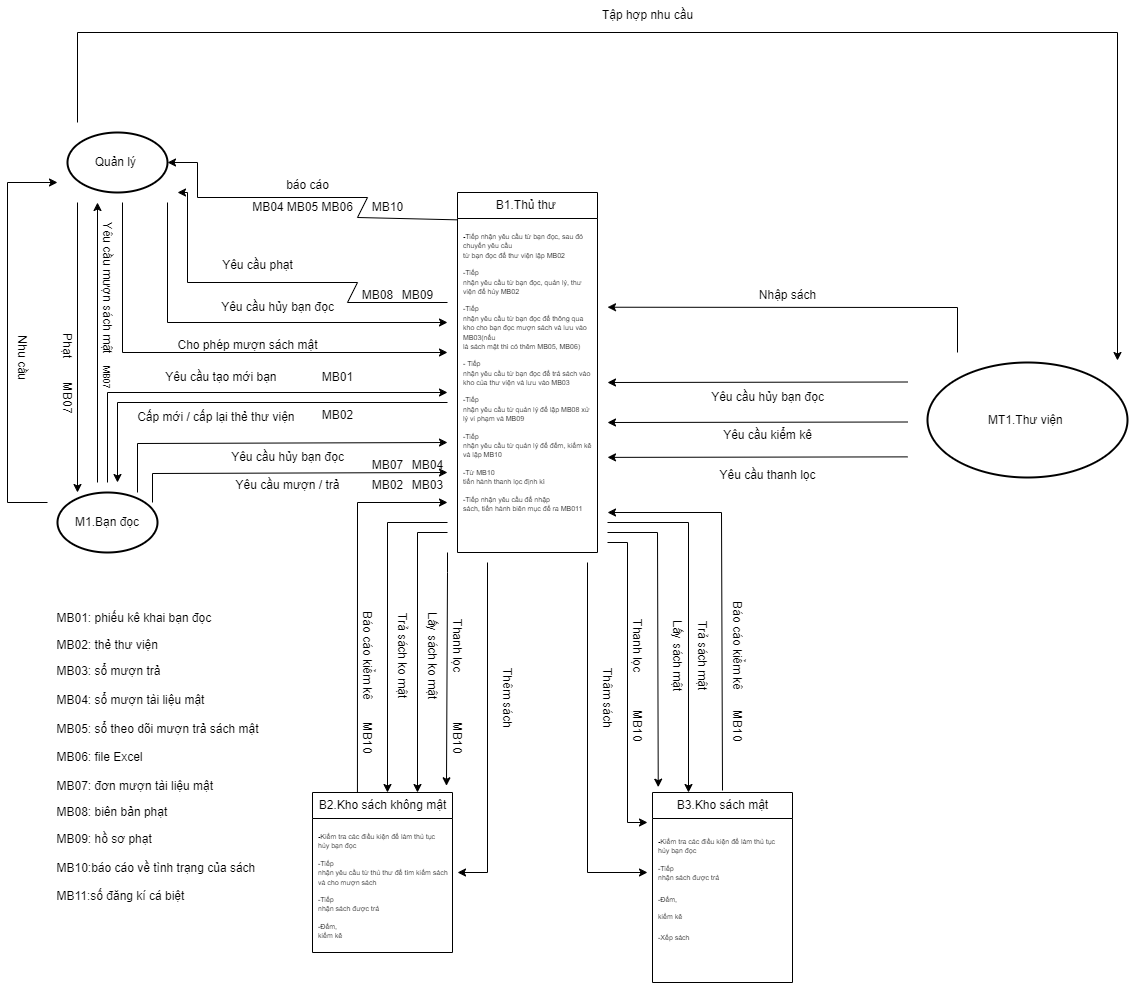 Tập hợp nhu cầu
Quản lý
báo cáo
MB04 MB05 MB06
MB10
B1.Thủ thư
-Tiếp nhận yêu cầu từ bạn đọc, sau đó
chuyển yêu cầu
từ bạn đọc để thư viện lập MB02
-Tiếp
nhận yêu cầu từ bạn đọc, quản lý, thư
viện để hủy MB02
-Tiếp
nhận yêu cầu từ bạn đọc để thông qua
kho cho bạn đọc mượn sách và lưu vào
MB03(nếu
là sách mật thì có thêm MB05, MB06)
- Tiếp
nhận yêu cầu từ bạn đọc để trả sách vào
kho của thư viện và lưu vào MB03
-Tiếp
nhận yêu cầu từ quản lý để lập MB08 xử
lý vi phạm và MB09
-Tiếp
nhận yêu cầu từ quản lý để đếm, kiểm kê
và lập MB10
-Từ MB10
tiến hành thanh lọc định kì
-Tiếp nhận yêu cầu để nhập
sách, tiến hành biên mục để ra MB011
Yêu cầu phạt
MB08 MB09
Yêu cầu hủy bạn đọc
Cho phép mượn sách mật
Yêu cầu tạo mới bạn
MB01
Cấp mới / cấp lại thẻ thư viện
MB02
Yêu cầu hủy bạn đọc
MB07 MB04
Yêu cầu mượn / trả
MB02 MB03
Nhu cầu
Phạt MB07
Yêu cầu mượn sách mật MB07
M1.Bạn đọc
Nhập sách
Yêu cầu hủy bạn đọc
Yêu cầu kiểm kê
Yêu cầu thanh lọc
MT1.Thư viện
Báo cáo kiểm kê MB10
Trả sách ko mật
Lấy sách ko mật
Thanh lọc MB10
Thêm sách
Thâm sách
Thanh lọc MB10
Lấy sách mật
Trả sách mật
Báo cáo kiểm kê MB10
MB01: phiếu kê khai bạn đọc
MB02: thẻ thư viện
MB03: sổ mượn trả
MB04: sổ mượn tài liệu mật
MB05: sổ theo dõi mượn trả sách mật
MB06: file Excel
MB07: đơn mượn tài liệu mật
MB08: biên bản phạt
MB09: hồ sơ phạt
MB10:báo cáo về tình trạng của sách
MB11:số đăng kí cá biệt
B2.Kho sách không mật
-Kiểm tra các điều kiện để làm thủ tục
hủy bạn đọc
-Tiếp
nhận yêu cầu từ thủ thư để tìm kiếm sách
và cho mượn sách
-Tiếp
nhận sách được trả
-Đếm,
kiểm kê
B3.Kho sách mật
-Kiểm tra các điều kiện để làm thủ tục
hủy bạn đọc
-Tiếp
nhận sách được trả
-Đếm,
kiểm kê
-Xếp sách